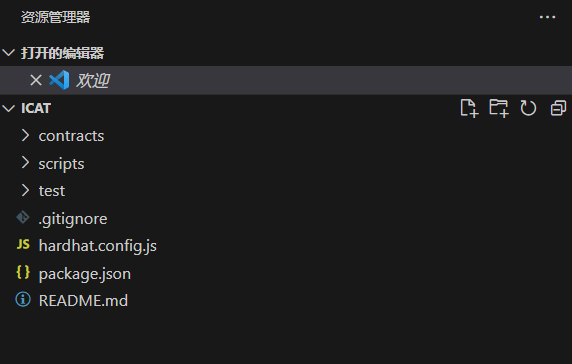 资源管理器
打开的编辑器
欢迎
ICAT
contracts
scripts
test
.gitignore
JS hardhat.config.js
{} package.json
README.md